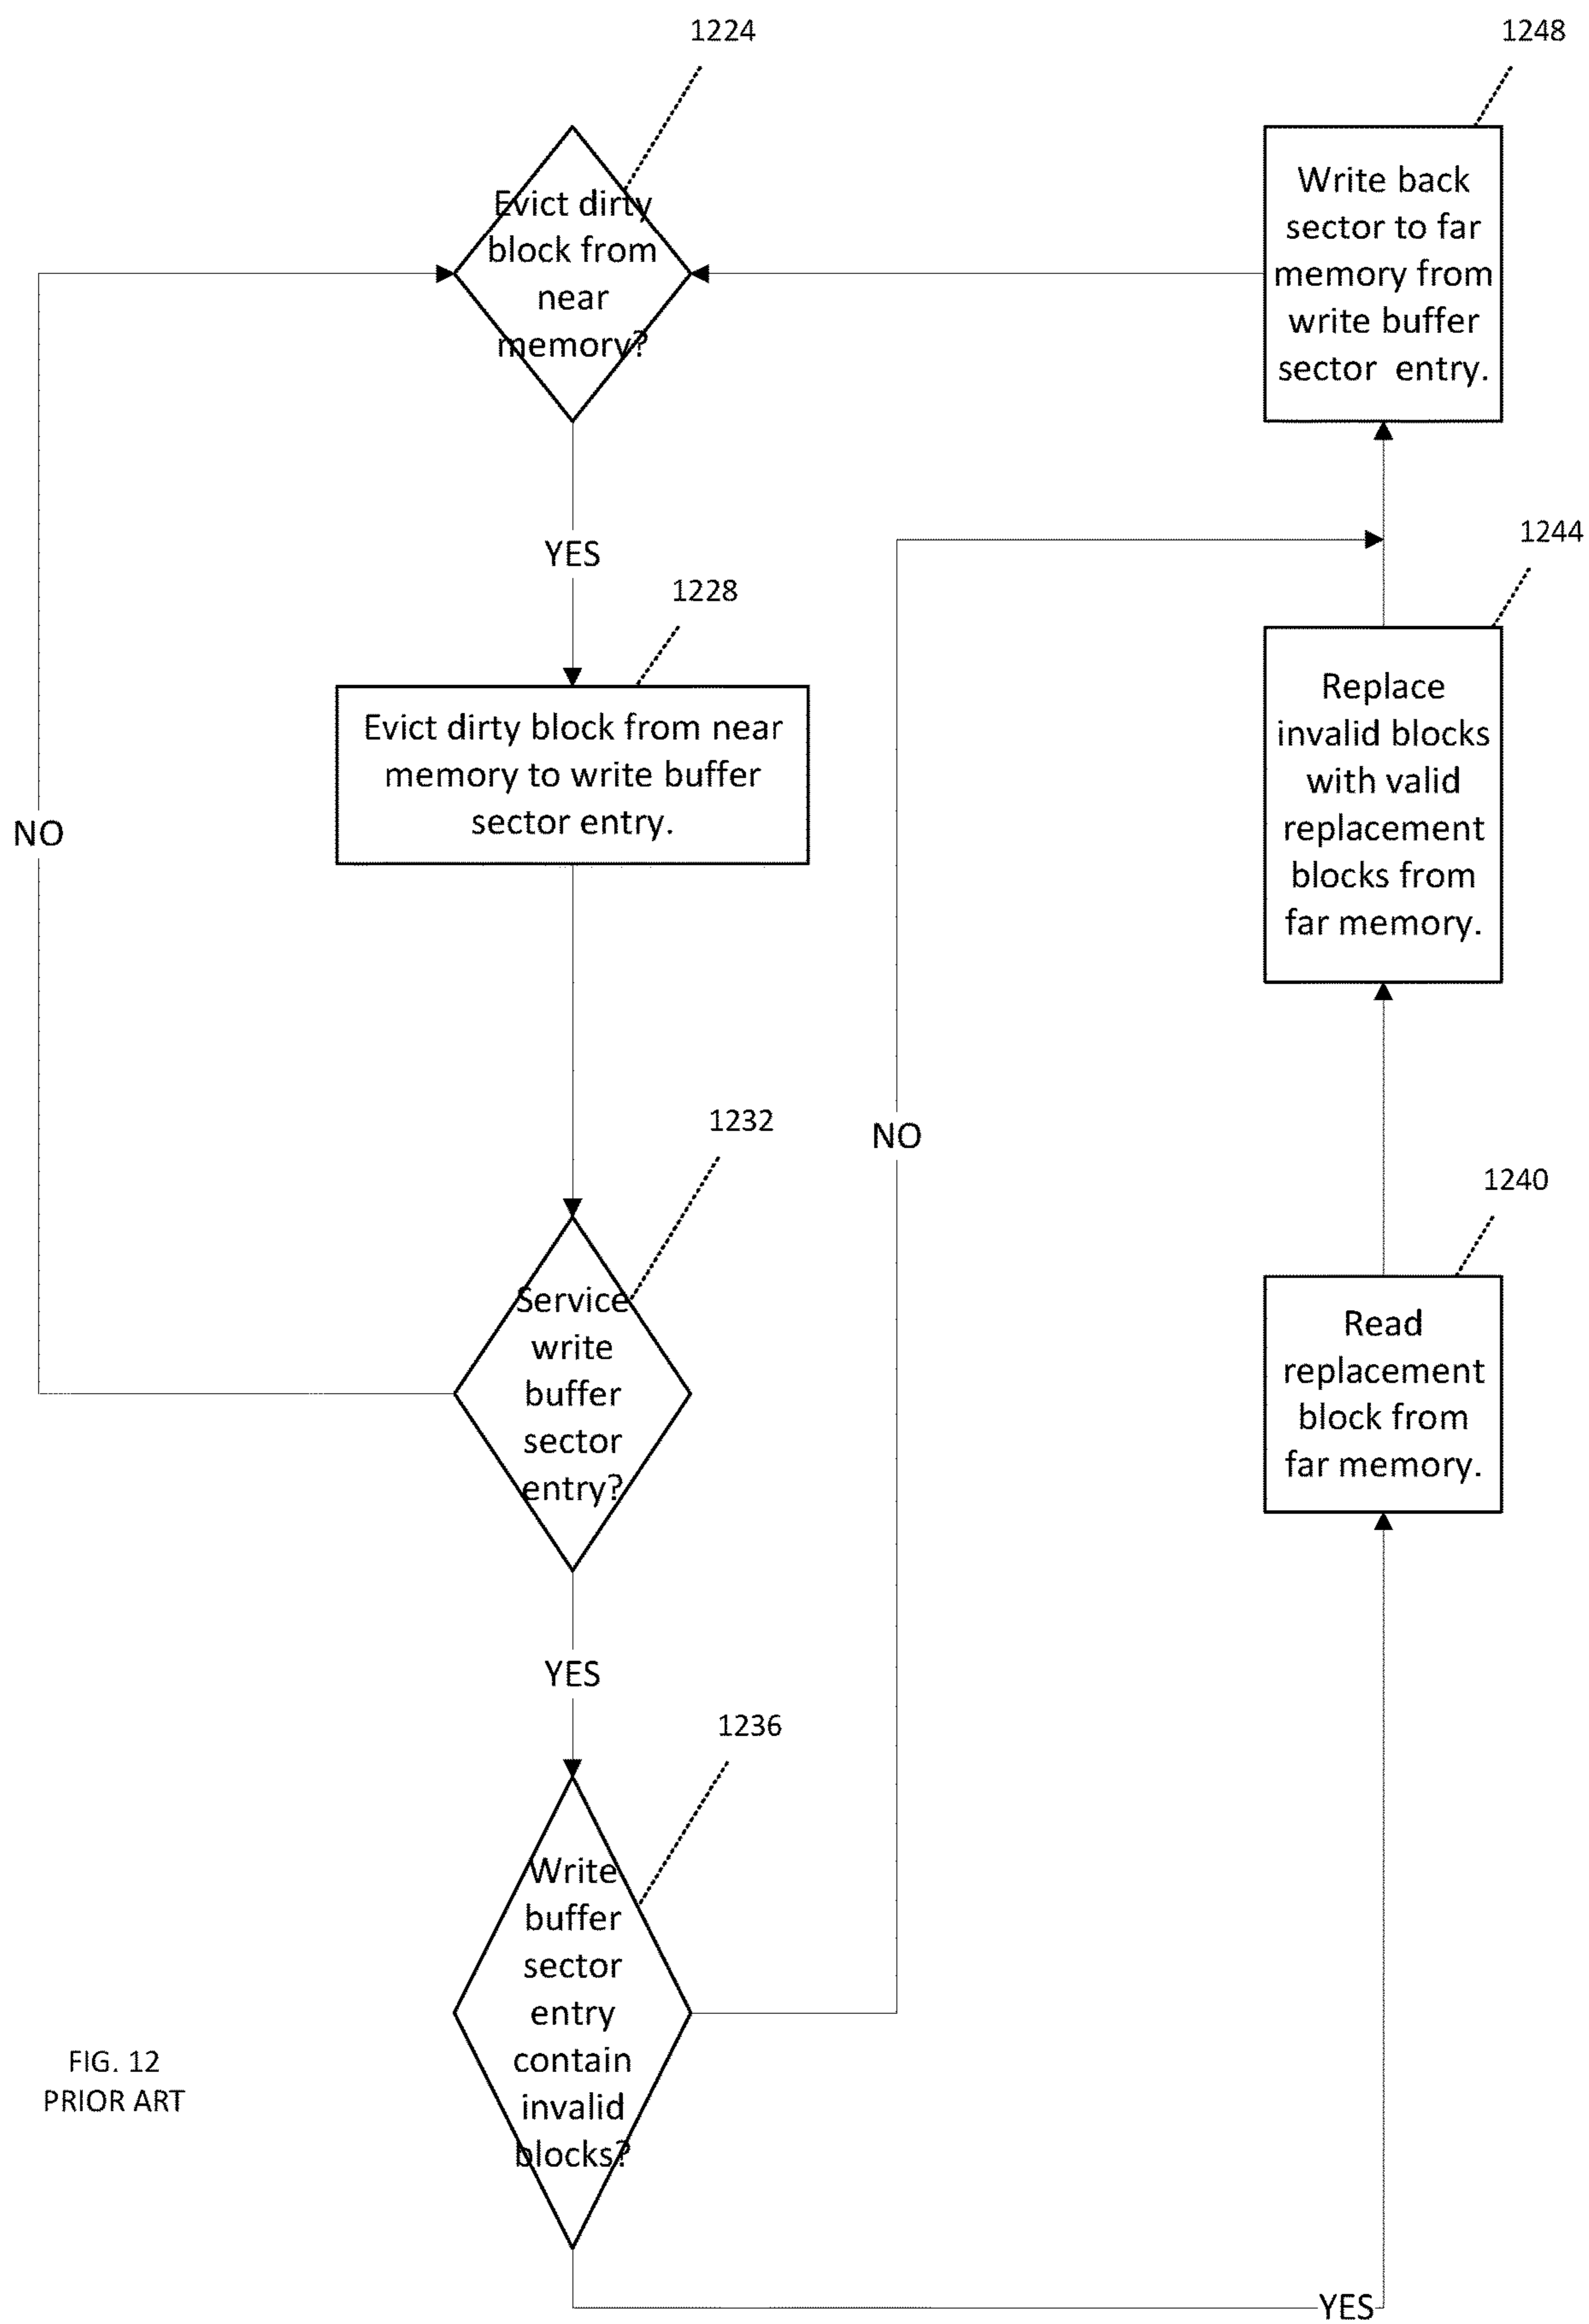 1224
Evict dirty
block from
near
memory?
YES
1228
Evict dirty block from near
memory to write buffer
sector entry.
NO
1232
Service
write
buffer
sector
entry?
YES
1236
Write
buffer
sector
entry
contain
invalid
blocks?
NO
YES
1240
Read
replacement
block from
far memory.
1244
Replace
invalid blocks
with valid
replacement
blocks from
far memory.
1248
Write back
sector to far
memory from
write buffer
sector entry.
FIG. 12
PRIOR ART